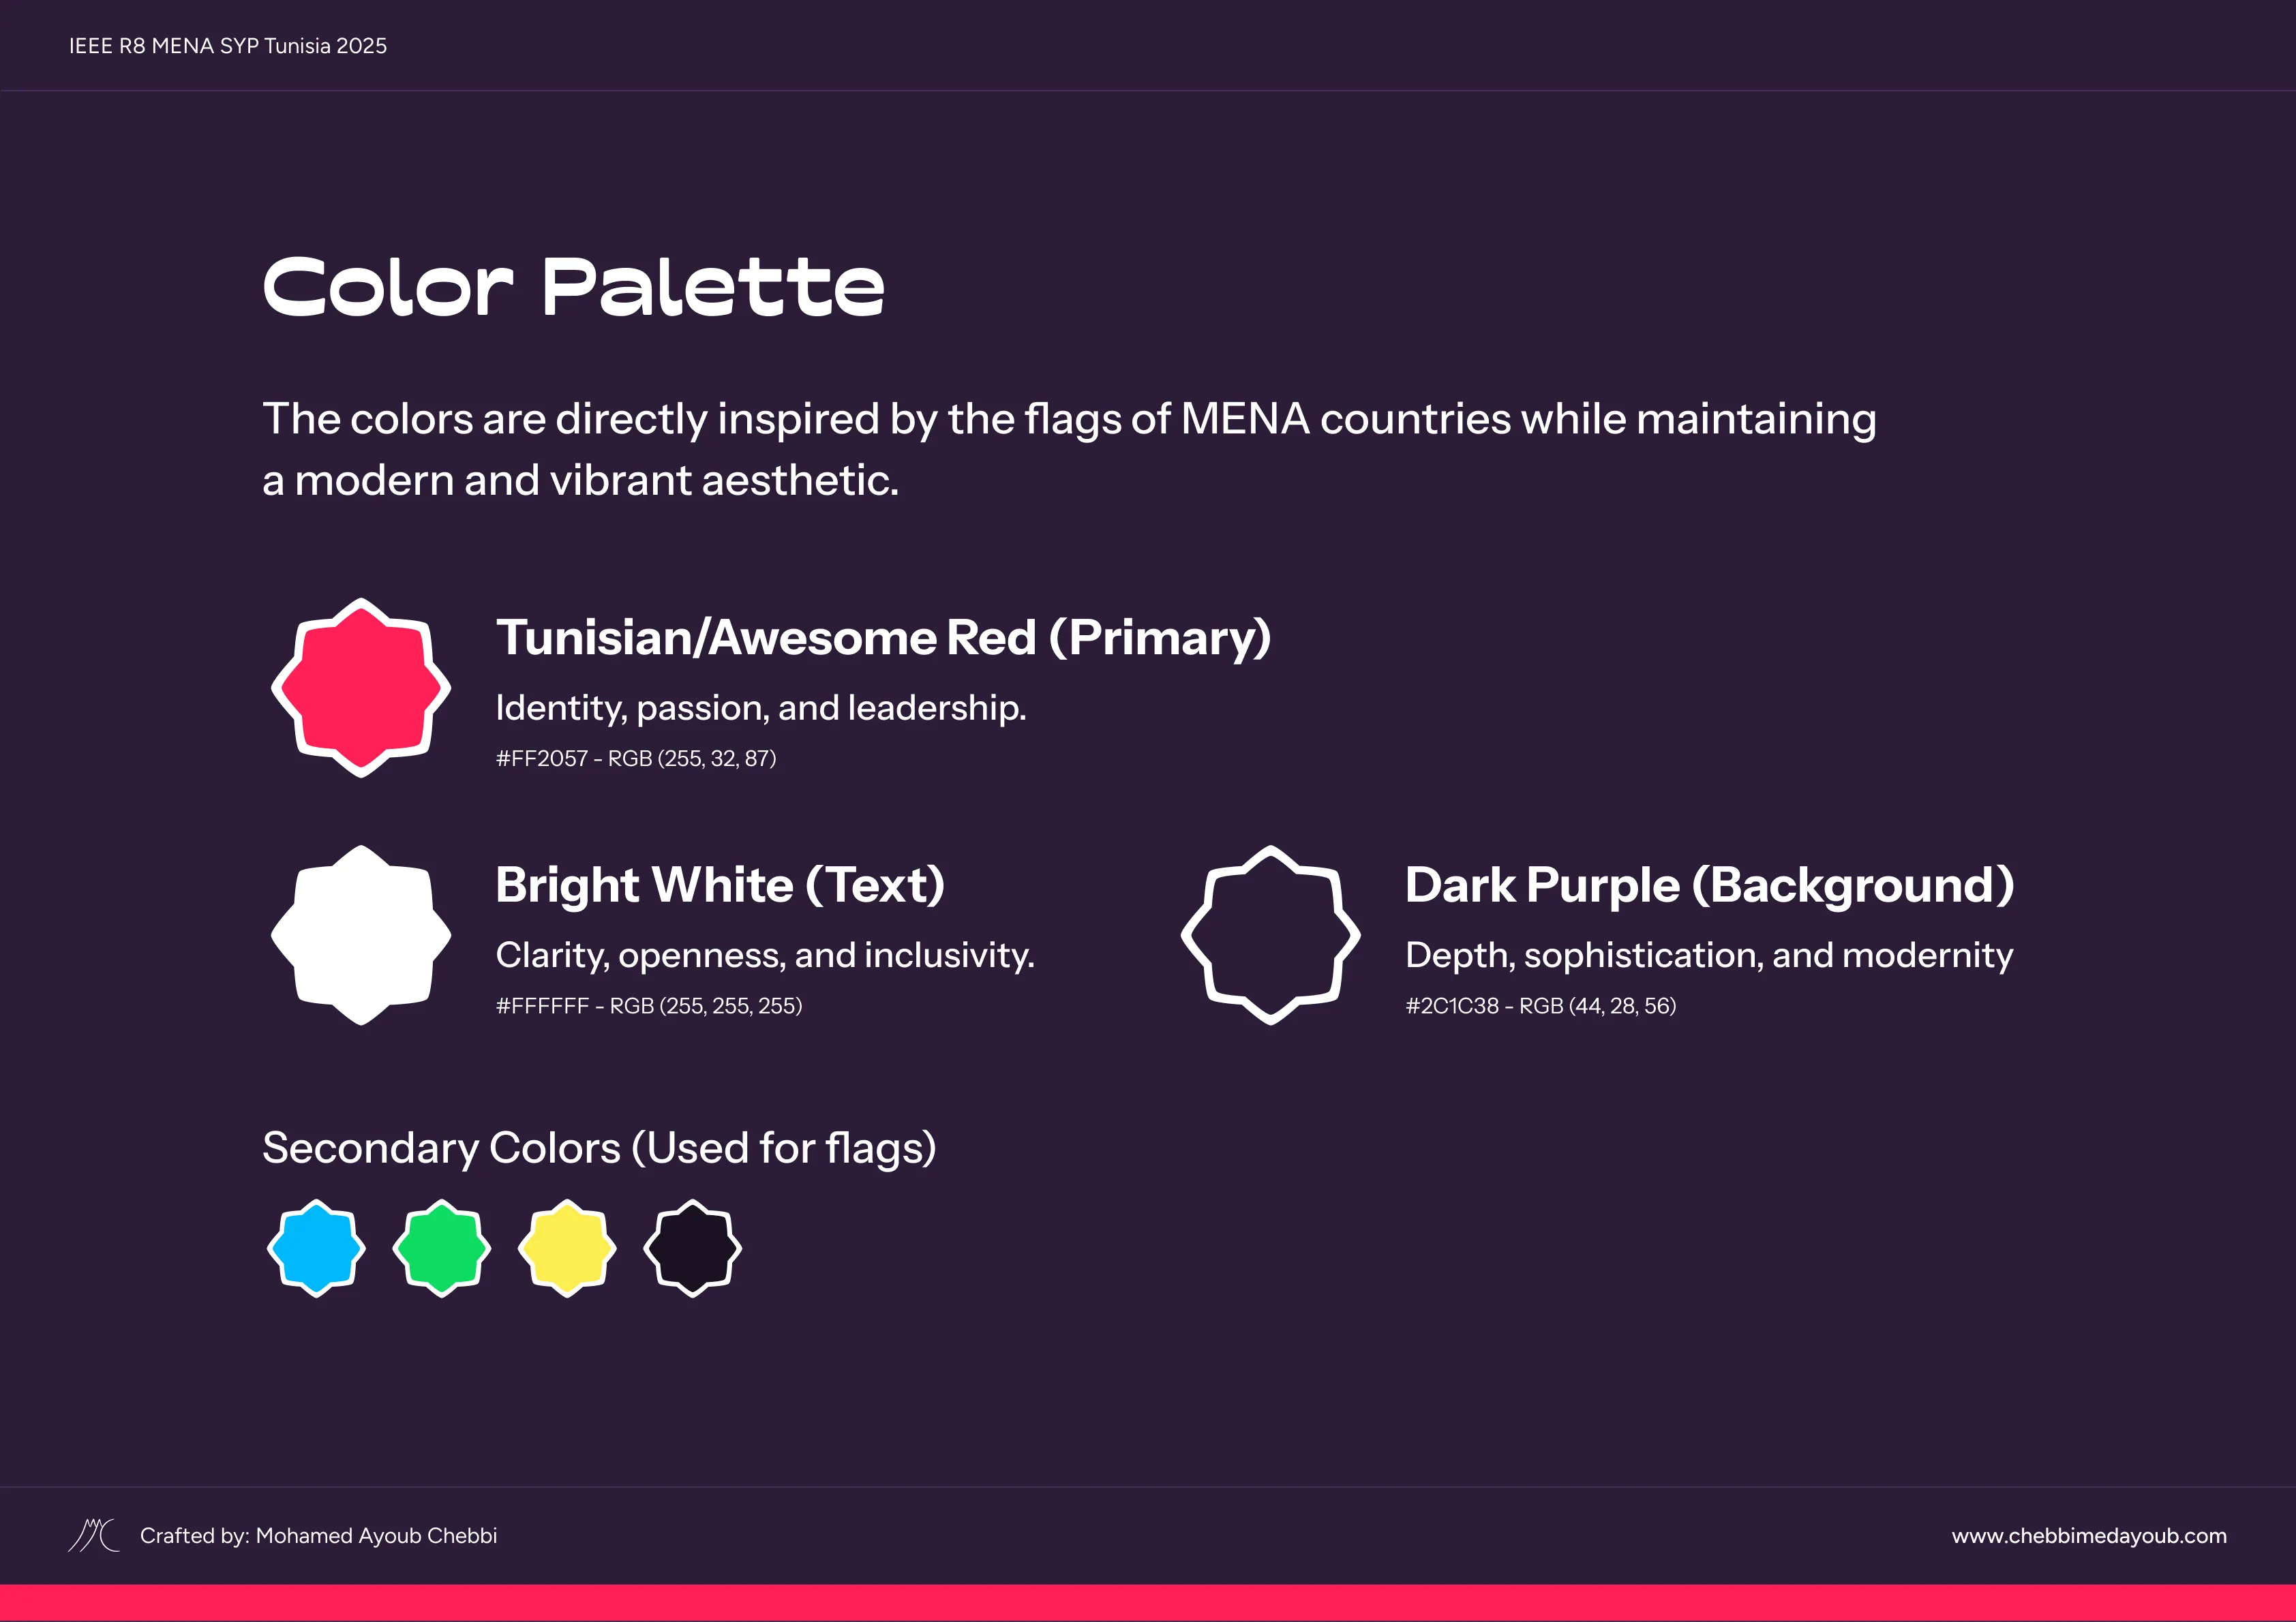 IEEE R8 MENA SYP Tunisia 2025
Color Palette
The colors are directly inspired by the flags of MENA countries while maintaining
a modern and vibrant aesthetic.
Tunisian/Awesome Red (Primary)
Identity, passion, and leadership.
#FF2057 - RGB (255, 32, 87)
Bright White (Text)
Clarity, openness, and inclusivity.
#FFFFFF - RGB (255, 255, 255)
Dark Purple (Background)
Depth, sophistication, and modernity
#2C1C38 - RGB (44, 28, 56)
Secondary Colors (Used for flags)
Crafted by: Mohamed Ayoub Chebbi
www.chebbimedayoub.com